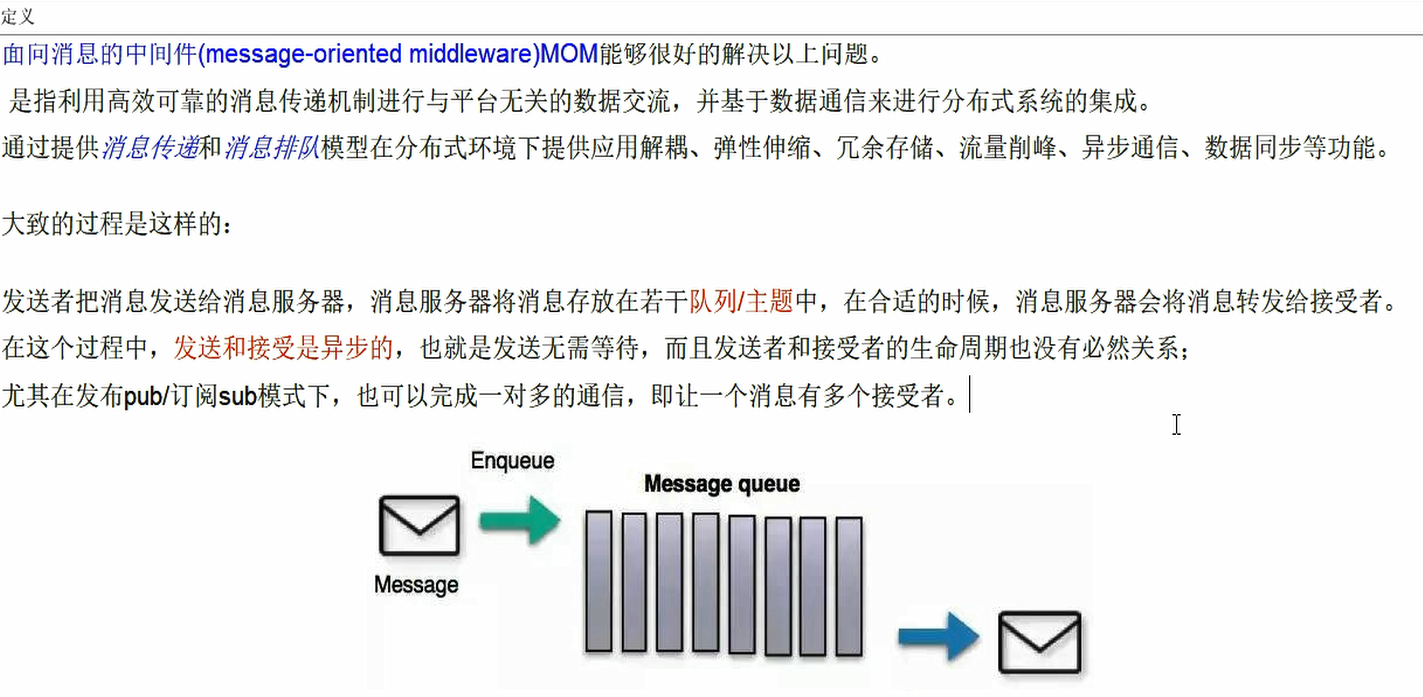 定义
面向消息的中间件(message-oriented middleware)MOM能够很好的解决以上问题。
是指利用高效可靠的消息传递机制进行与平台无关的数据交流，并基于数据通信来进行分布式系统的集成。
通过提供消息传递和消息排队模型在分布式环境下提供应用解耦、弹性伸缩、冗余存储、流量削峰、异步通信、数据同步等功能。
大致的过程是这样的：
发送者把消息发送给消息服务器，消息服务器将消息存放在若干队列/主题中，在合适的时候，消息服务器会将消息转发给接受者。
在这个过程中，发送和接受是异步的，也就是发送无需等待，而且发送者和接受者的生命周期也没有必然关系；
尤其在发布pub/订阅sub模式下，也可以完成一对多的通信，即让一个消息有多个接受者。
Enqueue
Message queue
Message